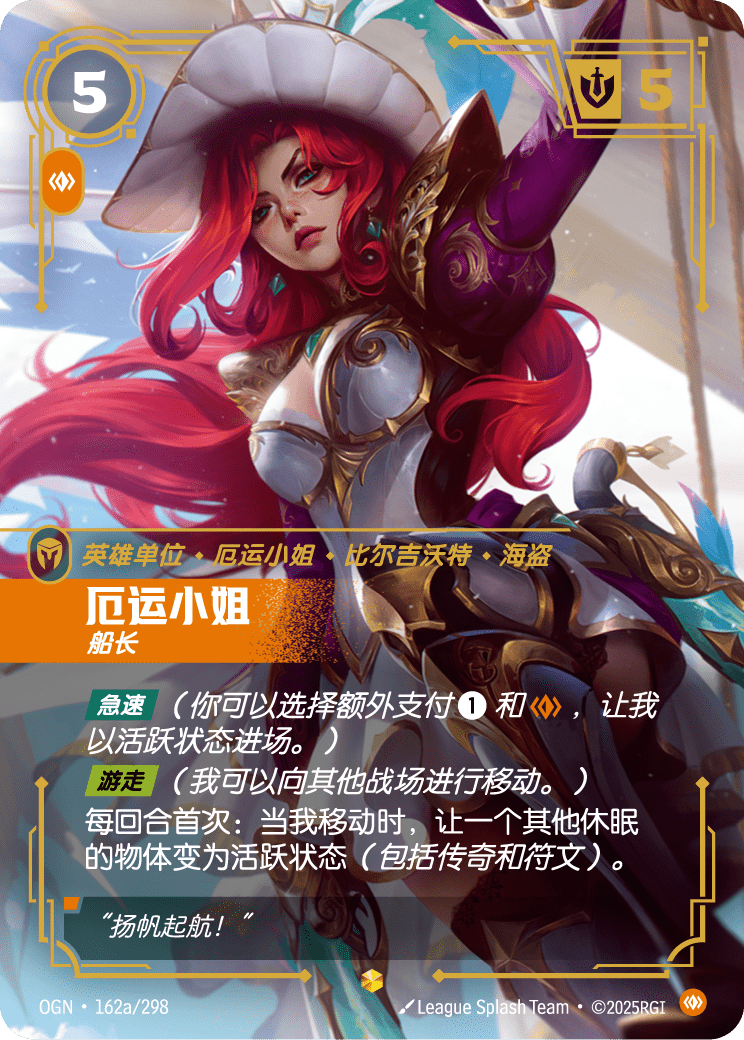 5
5
英雄单位 • 厄运小姐 • 比尔吉沃特 • 海盗
厄运小姐
船长
急速（你可以选择额外支付1和，让我
以活跃状态进场。）
游走（我可以向其他战场进行移动。）
每回合首次：当我移动时，让一个其他休眠
的物体变为活跃状态（包括传奇和符文）。
“扬帆起航！”
OGN • 162a/298
League Splash Team • ©2025RGI